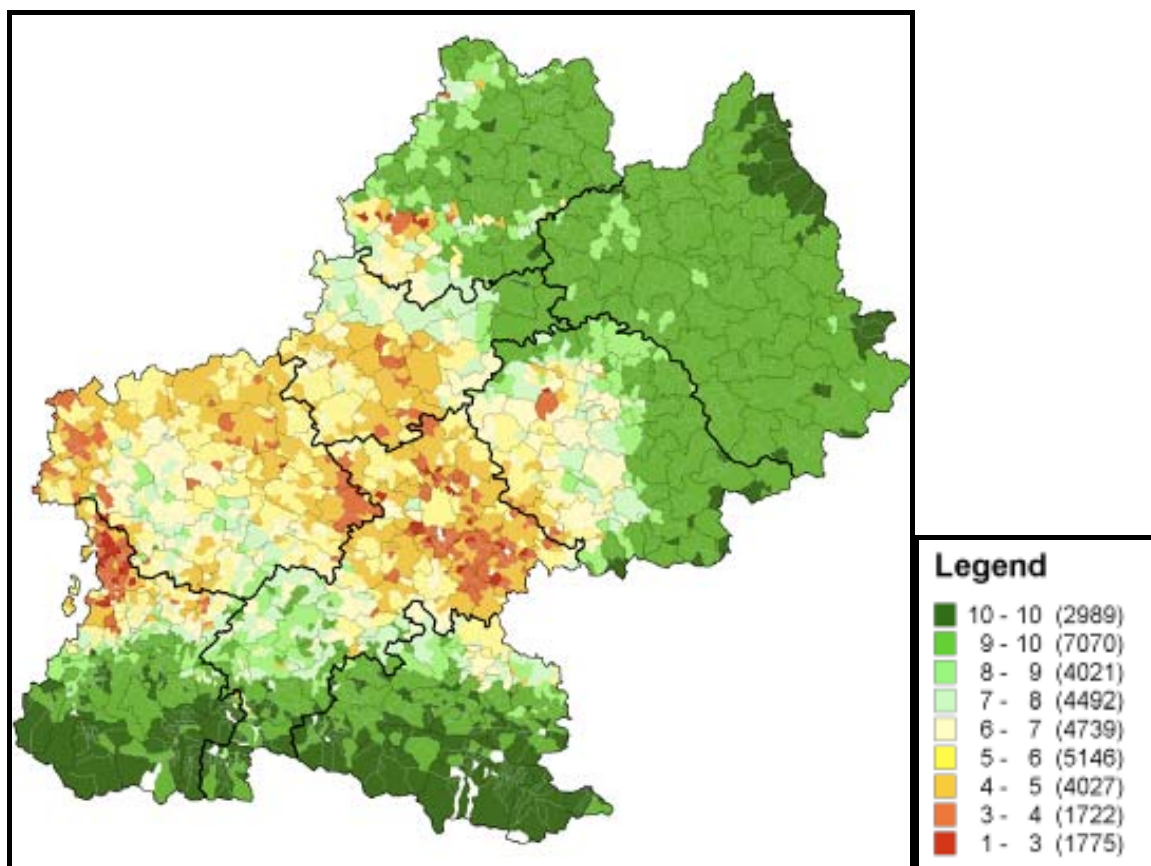 Legend
10 - 10 (2989)
9 - 10 (7070)
8 - 9 (4021)
7 - 8 (4492)
6 - 7 (4739)
5 - 6 (5146)
4 - 5 (4027)
3 - 4 (1722)
1 - 3 (1775)